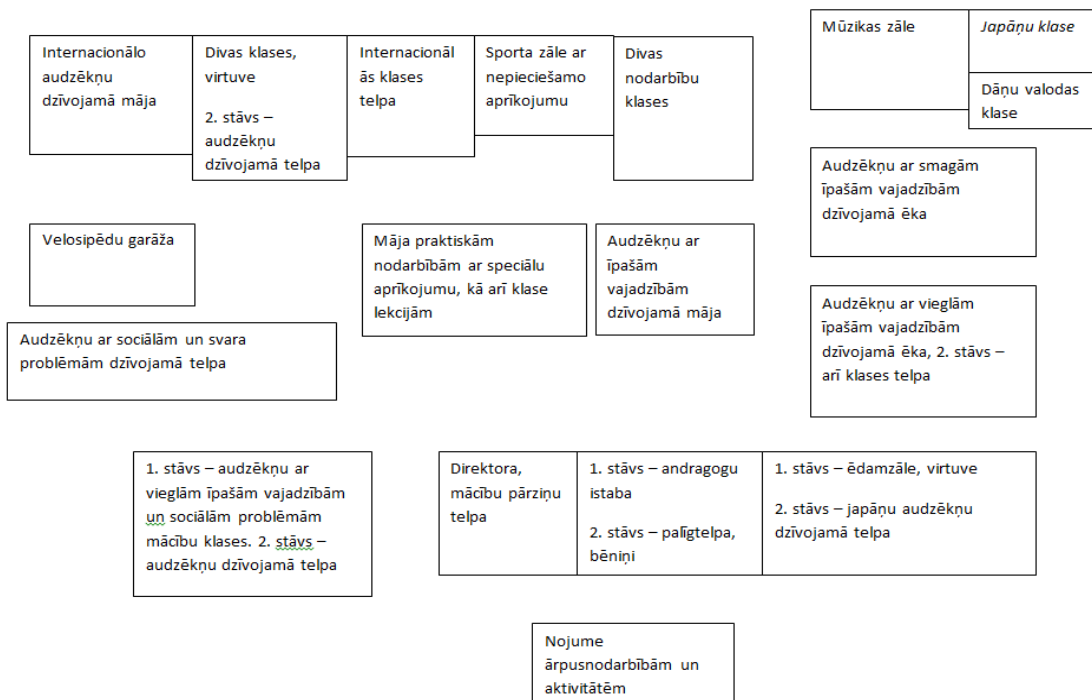 Internacionālo
audzēkņu
dzīvojamā māja
Divas klases,
virtuve
2. stāvs –
audzēkņu
dzīvojamā telpa
Internacionāl
ās klases
telpa
Sporta zāle ar
nepieciešamo
aprīkojumu
Divas
nodarbību
klases
Mūzikas zāle
Japāņu klase
Dāņu valodas
klase
Audzēkņu ar smagām
īpašām vajadzībām
dzīvojamā ēka
Velosipēdu garāža
Māja praktiskām
nodarbībām ar speciālu
aprīkojumu, kā arī klase
lekcijām
Audzēkņu ar
īpašām
vajadzībām
dzīvojamā māja
Audzēkņu ar vieglām
īpašām vajadzībām
dzīvojamā ēka, 2. stāvs –
arī klases telpa
Audzēkņu ar sociālām un svara
problēmām dzīvojamā telpa
1. stāvs – audzēkņu ar
vieglām īpašām vajadzībām
un sociālām problēmām
mācību klases. 2. stāvs –
audzēkņu dzīvojamā telpa
Direktora,
mācību pārziņu
telpa
1. stāvs – andragogu
istaba
2. stāvs – palīgtelpa,
bēniņi
1. stāvs – ēdamzāle, virtuve
2. stāvs – japāņu audzēkņu
dzīvojamā telpa
Nojume
ārpusnodarbībām un
aktivitātēm